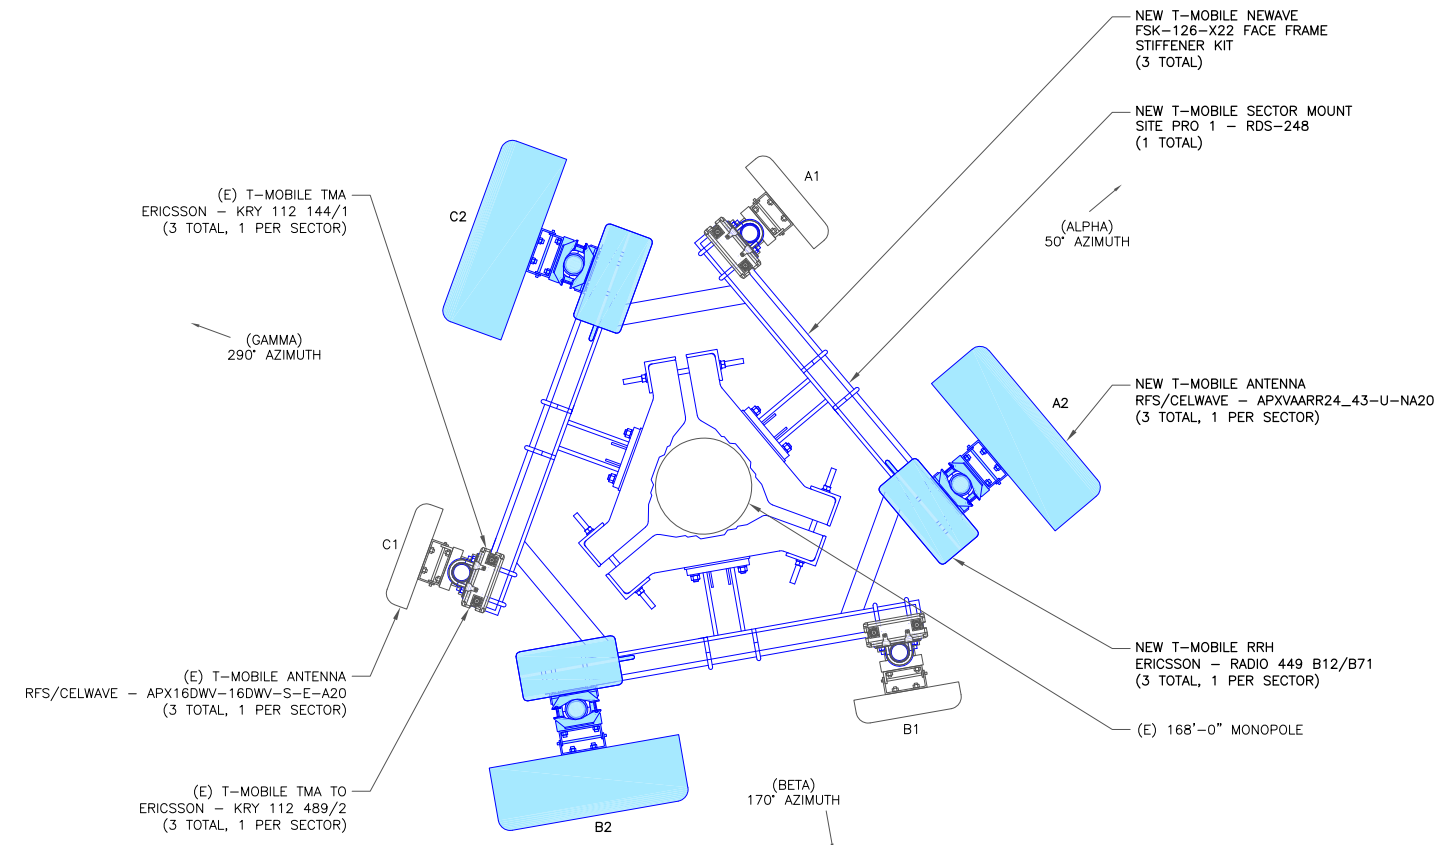 NEW T-MOBILE NEWAVE
FSK-126-X22 FACE FRAME
STIFFENER KIT
(3 TOTAL)
NEW T-MOBILE SECTOR MOUNT
SITE PRO 1 - RDS-248
(1 TOTAL)
A1
(E) T-MOBILE TMA
ERICSSON - KRY 112 144/1
(3 TOTAL, 1 PER SECTOR)
C2
(ALPHA)
50° AZIMUTH
(GAMMA)
290° AZIMUTH
NEW T-MOBILE ANTENNA
RFS/CELWAVE - APXVAARR24_43-U-NA20
(3 TOTAL, 1 PER SECTOR)
A2
C1
NEW T-MOBILE RRH
ERICSSON - RADIO 449 B12/B71
(3 TOTAL, 1 PER SECTOR)
(E) T-MOBILE ANTENNA
RFS/CELWAVE - APX16DWV-16DWV-S-E-A20
(3 TOTAL, 1 PER SECTOR)
B1
(E) 168'-0" MONOPOLE
(BETA)
170° AZIMUTH
(E) T-MOBILE TMA TO
ERICSSON - KRY 112 489/2
(3 TOTAL, 1 PER SECTOR)
B2